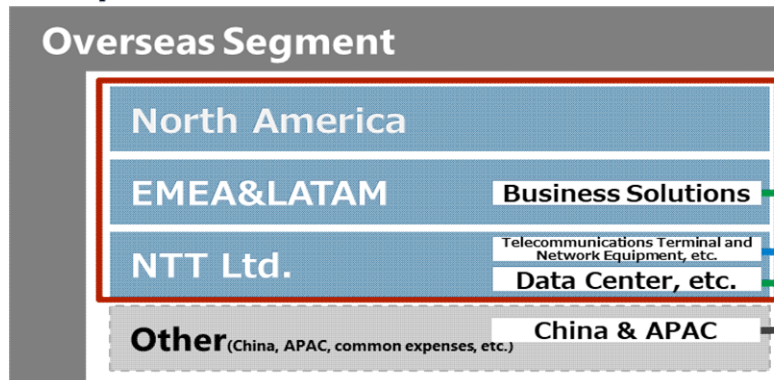 Overseas Segment
North America
EMEA&LATAM
Business Solutions
NTT Ltd.
Telecommunications Terminal and
Network Equipment, etc.
Data Center, etc.
Other(China, APAC, common expenses, etc.)
China & APAC